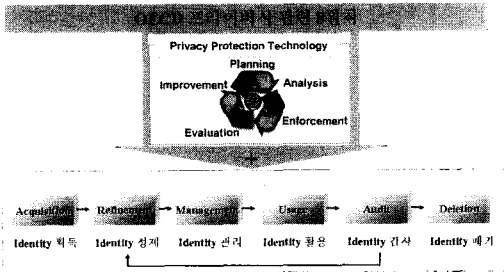 OECD 프라이버시 관련 8원칙
Privacy Protection Technology
Planning
Improvement
Analysis
Enforcement
Evaluation
Acquisition
Refinement
Management
Usage
Audit
Deletion
Identity 획득
Identity 정제
Identity 관리
Identity 활용
Identity 감사
Identity 폐기